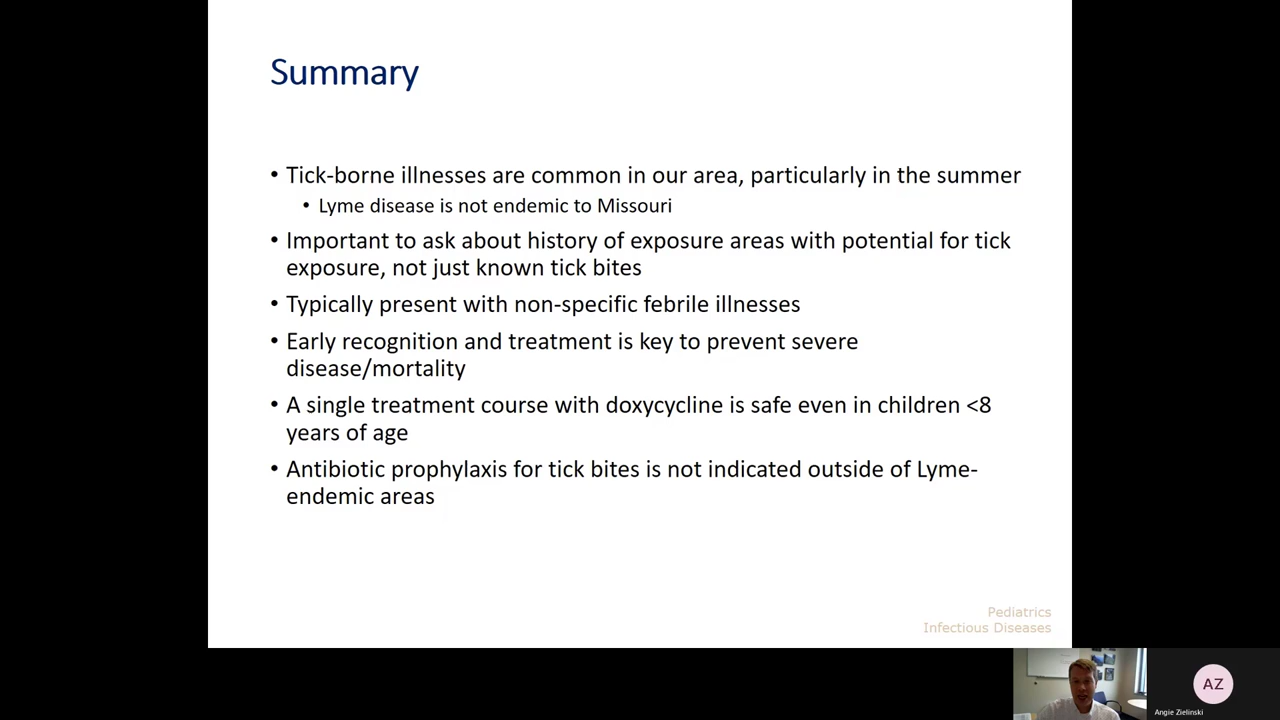 Summary
• Tick-borne illnesses are common in our area, particularly in the summer
• Lyme disease is not endemic to Missouri
• Important to ask about history of exposure areas with potential for tick
exposure, not just known tick bites
• Typically present with non-specific febrile illnesses
• Early recognition and treatment is key to prevent severe
disease/mortality
• A single treatment course with doxycycline is safe even in children <8
years of age
• Antibiotic prophylaxis for tick bites is not indicated outside of Lyme-
endemic areas
Pediatrics
Infectious Diseases
AZ
Angie Zielinski